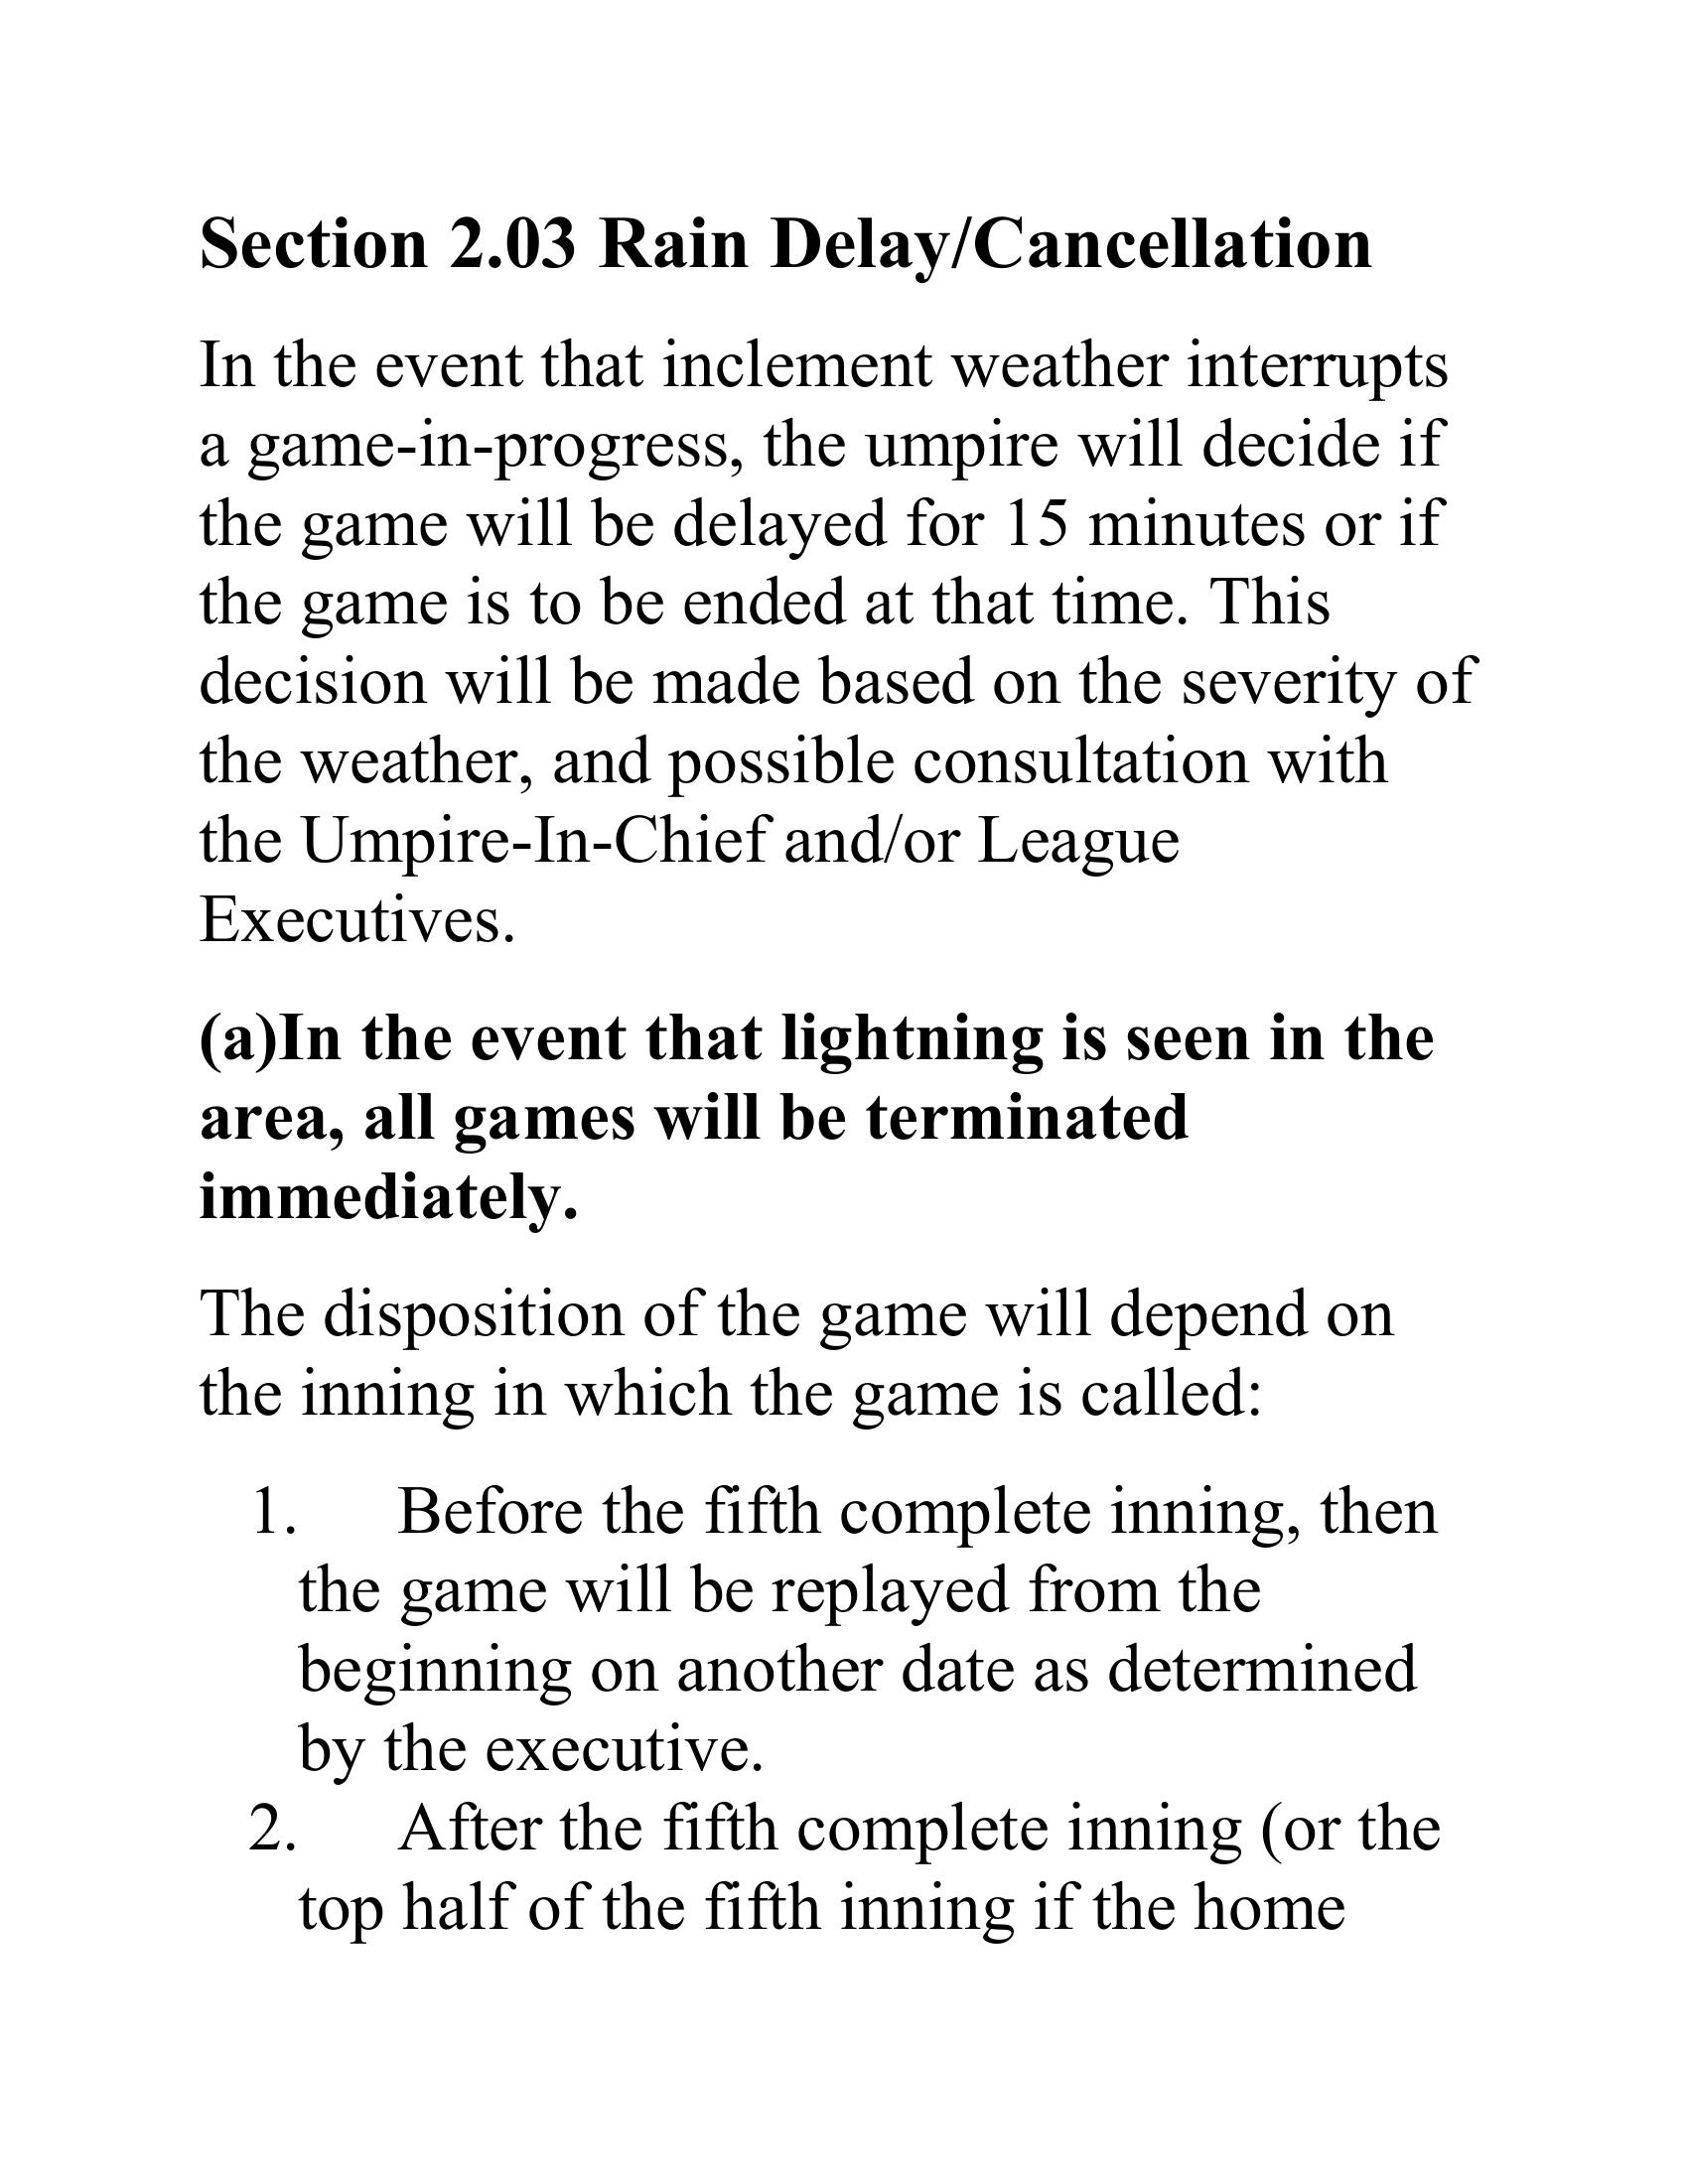 Section 2.03 Rain Delay/Cancellation
In the event that inclement weather interrupts
a game-in-progress, the umpire will decide if
the game will be delayed for 15 minutes or if
the game is to be ended at that time. This
decision will be made based on the severity of
the weather, and possible consultation with
the Umpire-In-Chief and/or League
Executives.
(a)In the event that lightning is seen in the
area, all games will be terminated
immediately.
The disposition of the game will depend on
the inning in which the game is called:
1. Before the fifth complete inning, then
the game will be replayed from the
beginning on another date as determined
by the executive.
2. After the fifth complete inning (or the
top half of the fifth inning if the home